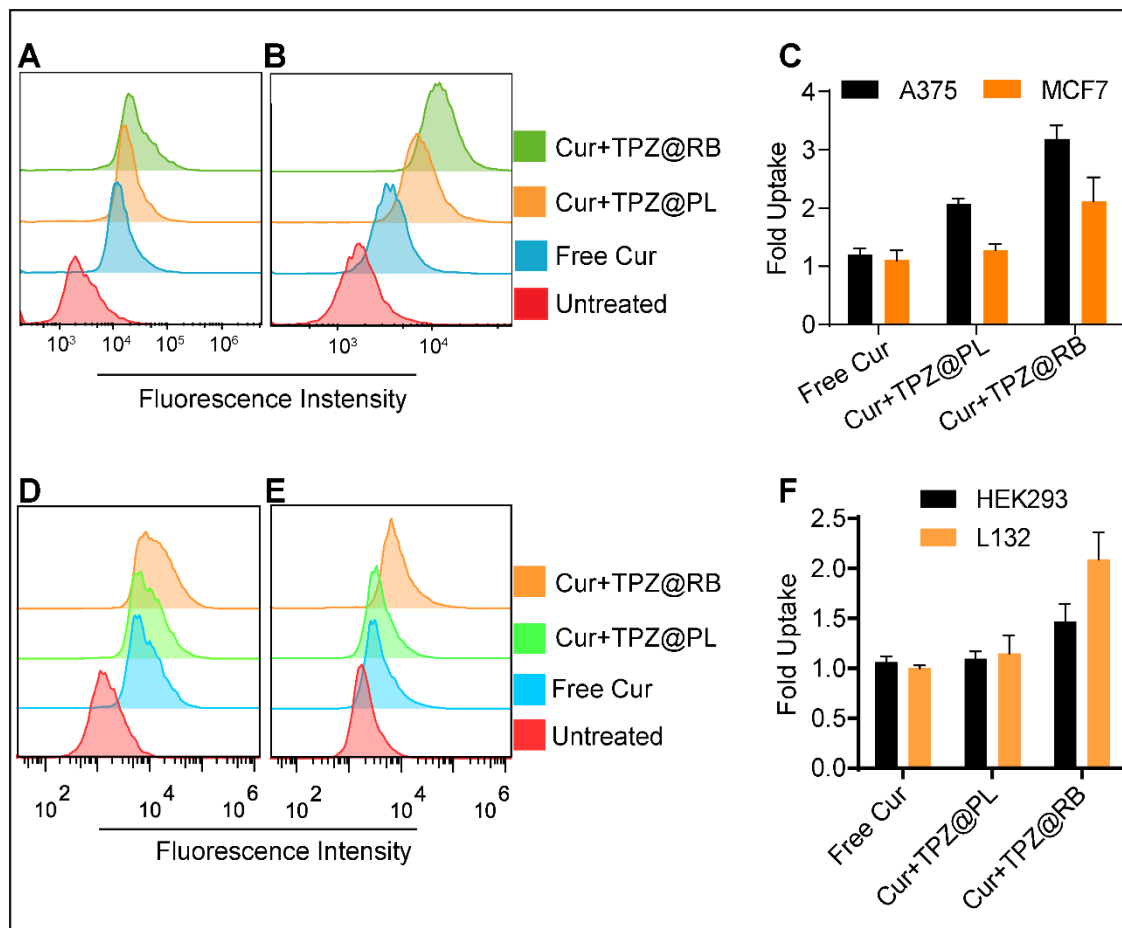 A
B
Cur+TPZ@RB
Cur+TPZ@PL
Free Cur
Untreated
10³ 10⁴ 10⁵ 10⁶
10³ 10⁴
Fluorescence Instensity
C
A375 MCF7
Fold Uptake
4
3
2
1
0
Free Cur
Cur+TPZ@PL
Cur+TPZ@RB
D
E
Cur+TPZ@RB
Cur+TPZ@PL
Free Cur
Untreated
10² 10⁴ 10⁶
10² 10⁴ 10⁶
Fluorescence Intensity
F
HEK293
L132
Fold Uptake
2.5
2.0
1.5
1.0
0.5
0.0
Free Cur
Cur+TPZ@PL
Cur+TPZ@RB